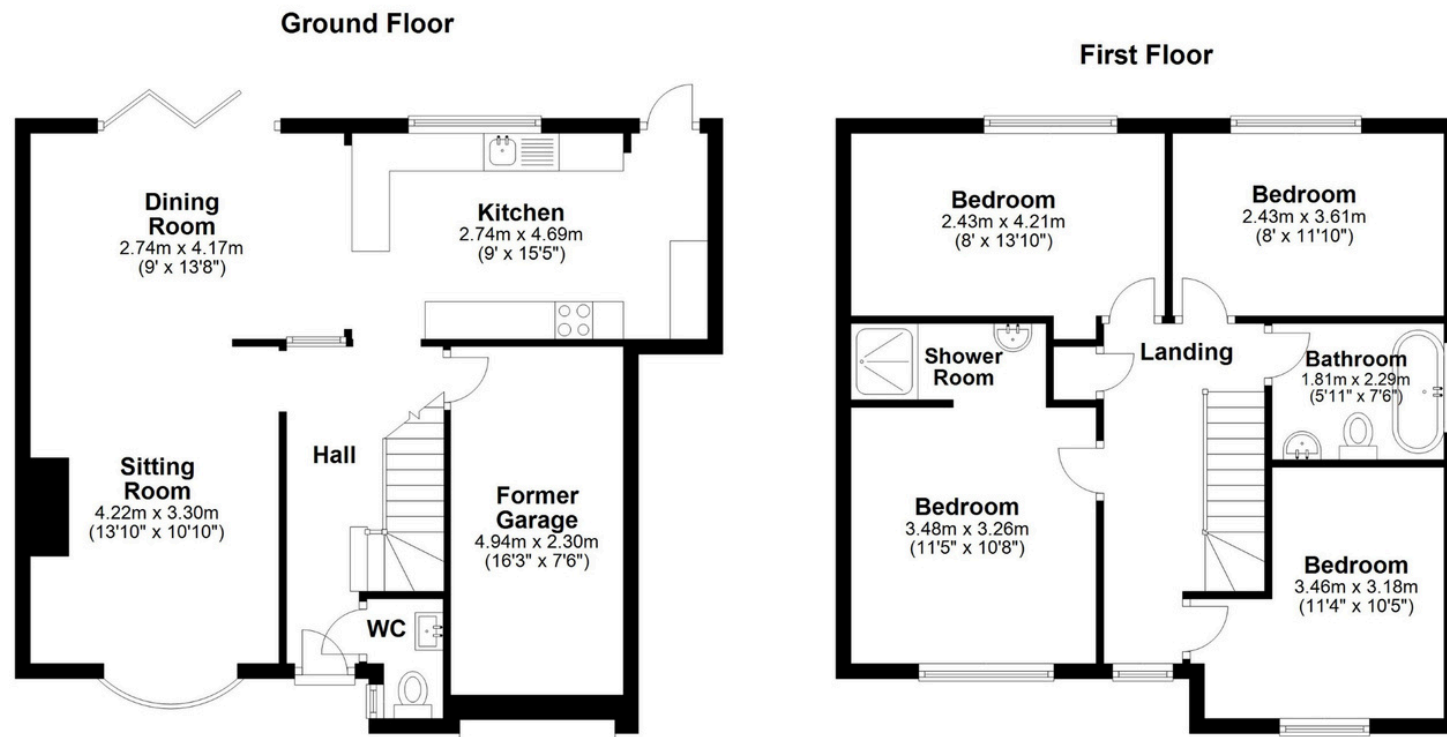 Ground Floor
Dining
Room
2.74m x 4.17m
(9' x 13'8")
Kitchen
2.74m x 4.69m
(9' x 15'5")
Hall
Sitting
Room
4.22m x 3.30m
(13'10" x 10'10")
Former
Garage
4.94m x 2.30m
(16'3" x 7'6")
WC
First Floor
Bedroom
2.43m x 4.21m
(8' x 13'10")
Bedroom
2.43m x 3.61m
(8' x 11'10")
Shower
Room
Landing
Bathroom
1.81m x 2.29m
(5'11" x 7'6")
Bedroom
3.48m x 3.26m
(11'5" x 10'8")
Bedroom
3.46m x 3.18m
(11'4" x 10'5")